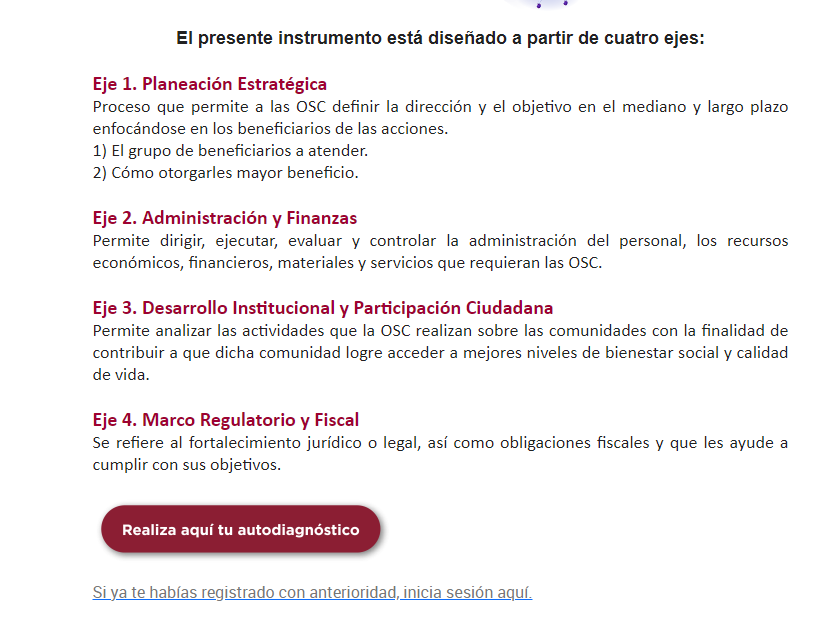 El presente instrumento está diseñado a partir de cuatro ejes:
Eje 1. Planeación Estratégica
Proceso que permite a las OSC definir la dirección y el objetivo en el mediano y largo plazo
enfocándose en los beneficiarios de las acciones.
1) El grupo de beneficiarios a atender.
2) Cómo otorgarles mayor beneficio.
Eje 2. Administración y Finanzas
Permite dirigir, ejecutar, evaluar y controlar la administración del personal, los recursos
económicos, financieros, materiales y servicios que requieran las OSC.
Eje 3. Desarrollo Institucional y Participación Ciudadana
Permite analizar las actividades que la OSC realizan sobre las comunidades con la finalidad de
contribuir a que dicha comunidad logre acceder a mejores niveles de bienestar social y calidad
de vida.
Eje 4. Marco Regulatorio y Fiscal
Se refiere al fortalecimiento jurídico o legal, así como obligaciones fiscales y que les ayude a
cumplir con sus objetivos.
Realiza aquí tu autodiagnóstico
Si ya te habías registrado con anterioridad, inicia sesión aquí.